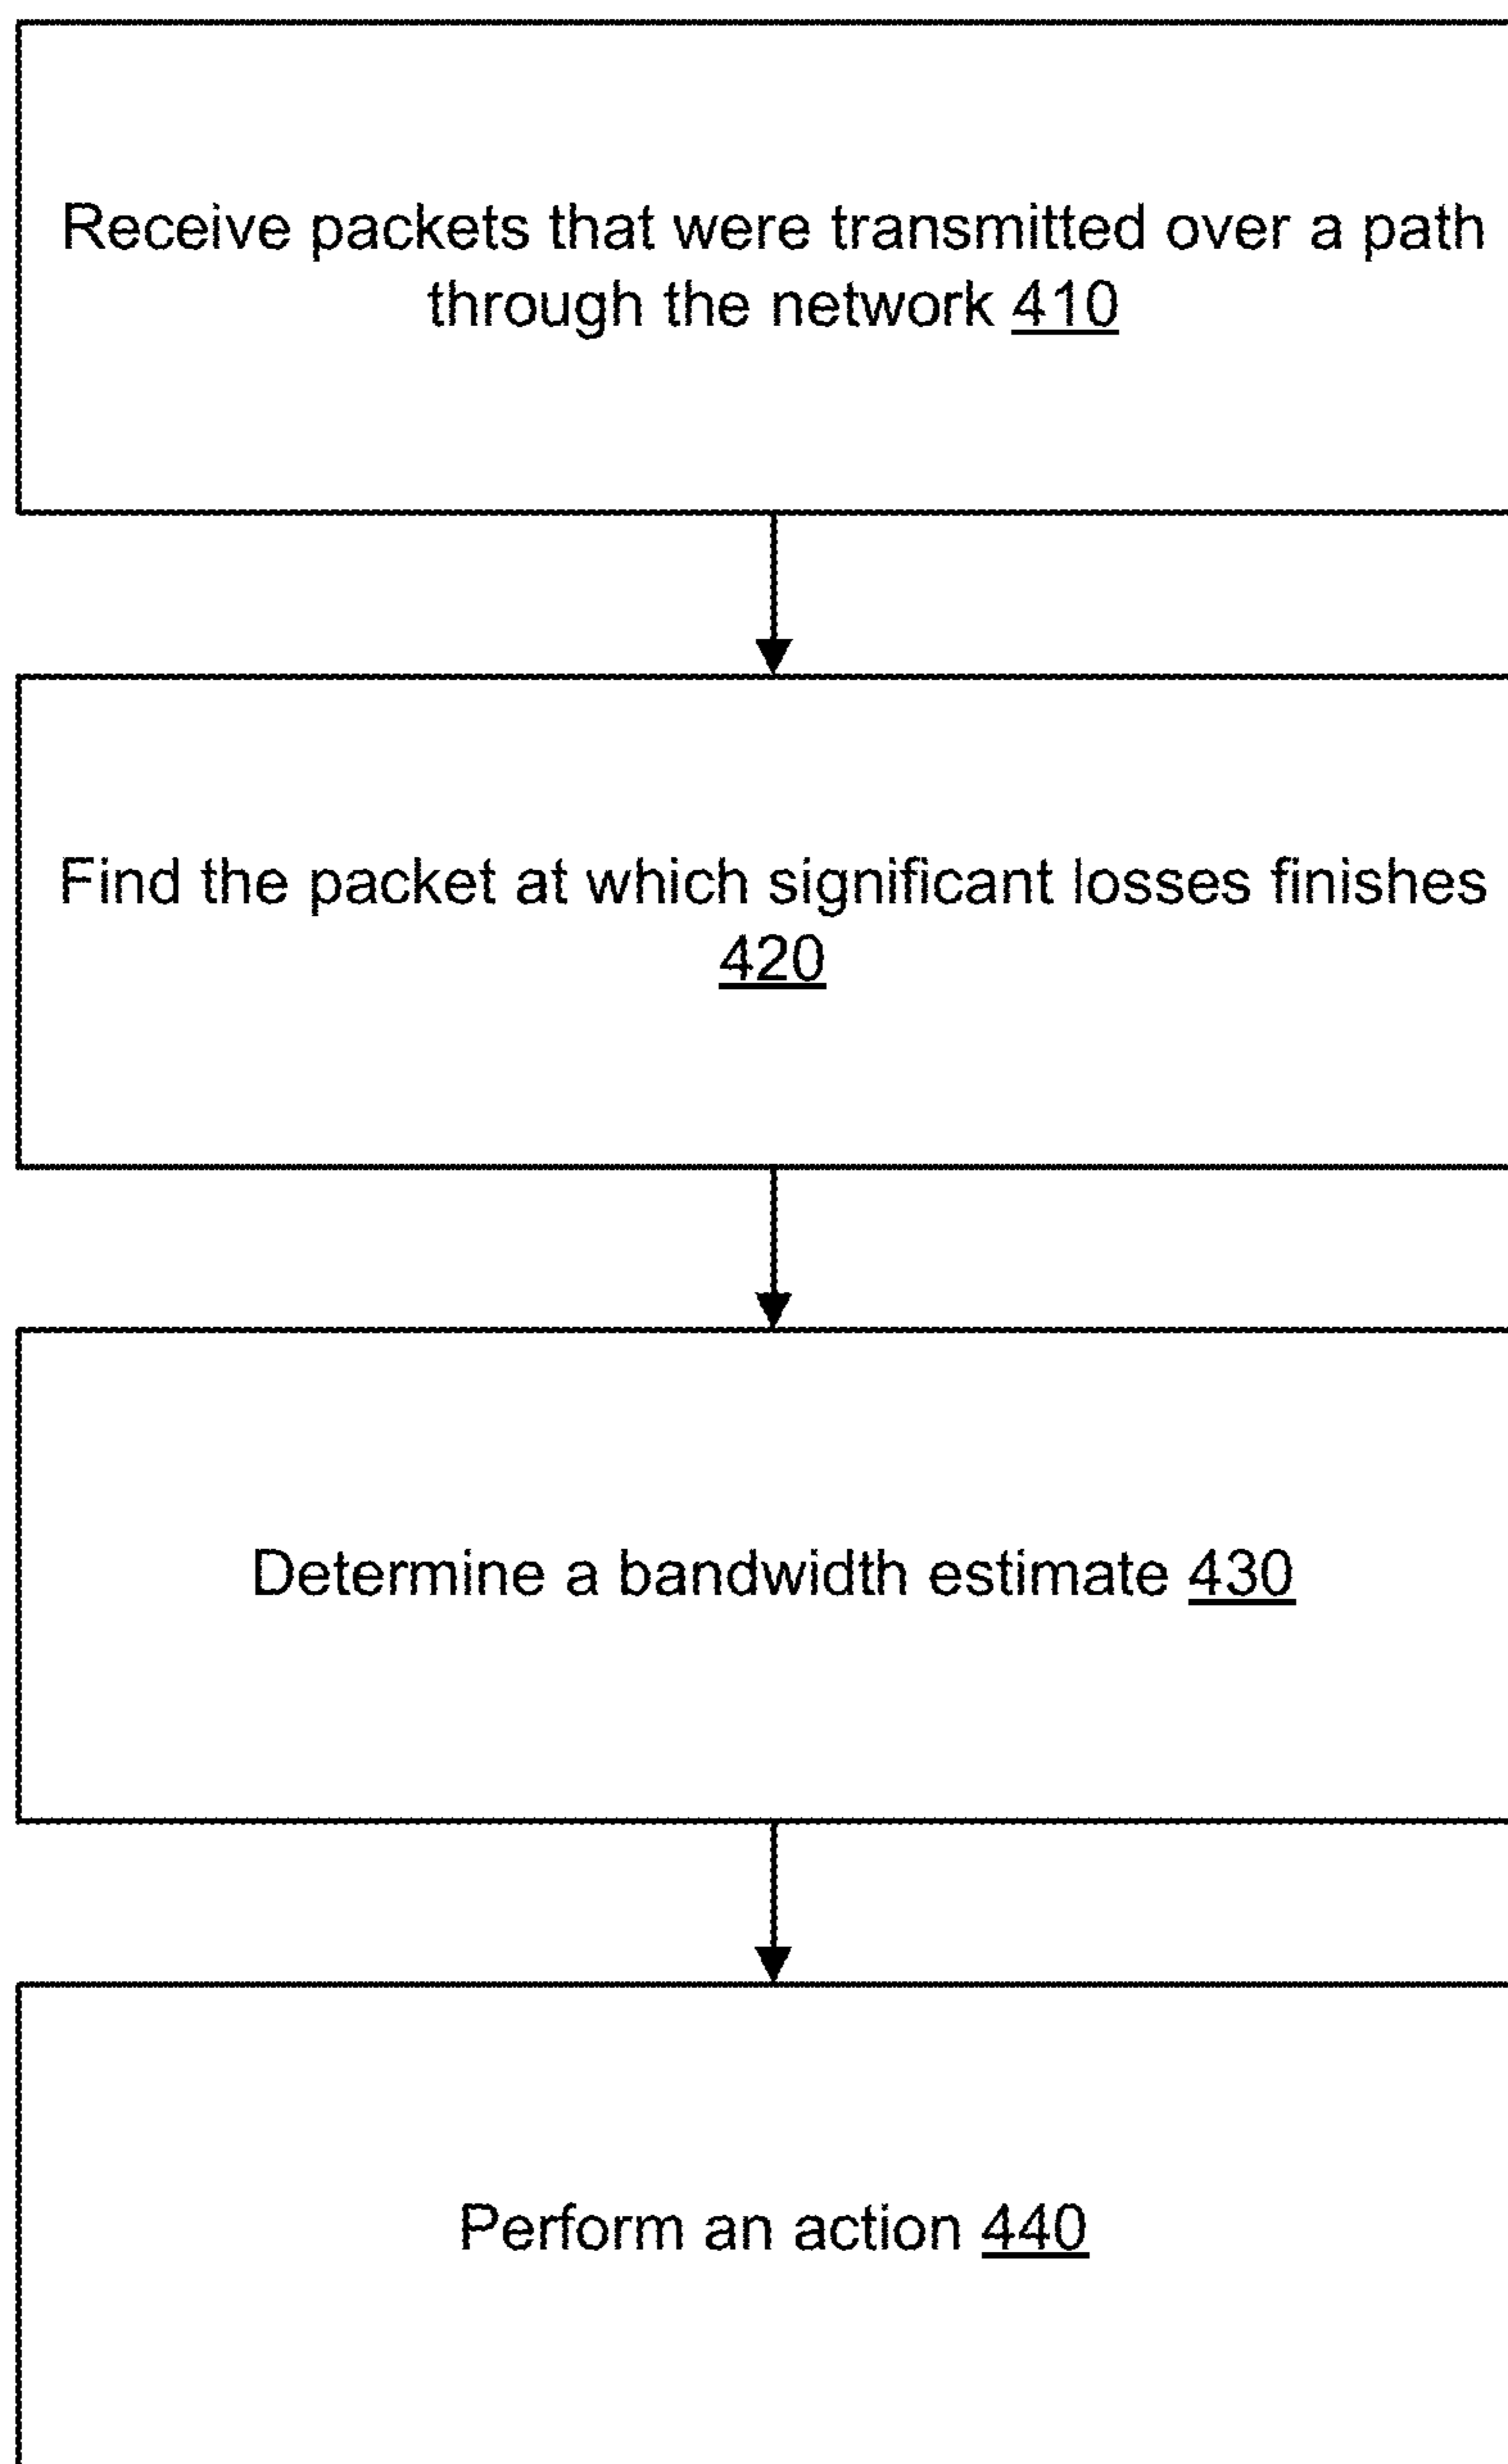 Receive packets that were transmitted over a path
through the network 410
Find the packet at which significant losses finishes
420
Determine a bandwidth estimate 430
Perform an action 440